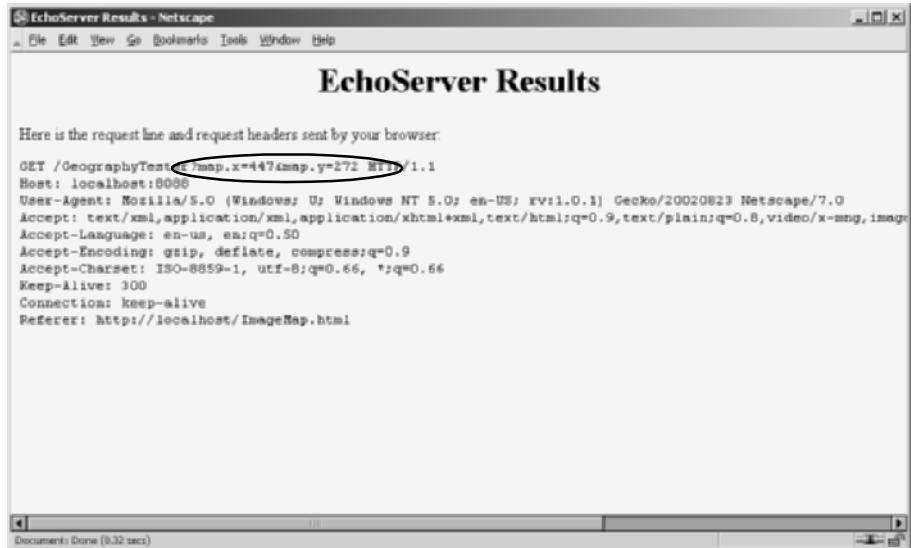 EchoServer Results - Netscape
File Edit View Go Bookmarks Tools Window Help
EchoServer Results
Here is the request line and request headers sent by your browser:
GET /GeographyTester?map.x=447&map.y=272 HTTP/1.1
Host: localhost:8088
User-Agent: Mozilla/5.0 (Windows; U; Windows NT 5.0; en-US; rv:1.0.1) Gecko/20020823 Netscape/7.0
Accept: text/xml,application/xml,application/xhtml+xml,text/html;q=0.9,text/plain;q=0.8,video/x-mng,image
Accept-Language: en-us, en;q=0.50
Accept-Encoding: gzip, deflate, compress;q=0.9
Accept-Charset: ISO-8859-1, utf-8;q=0.66, *;q=0.66
Keep-Alive: 300
Connection: keep-alive
Referer: http://localhost/ImageMap.html
Document: Done (0.32 secs)